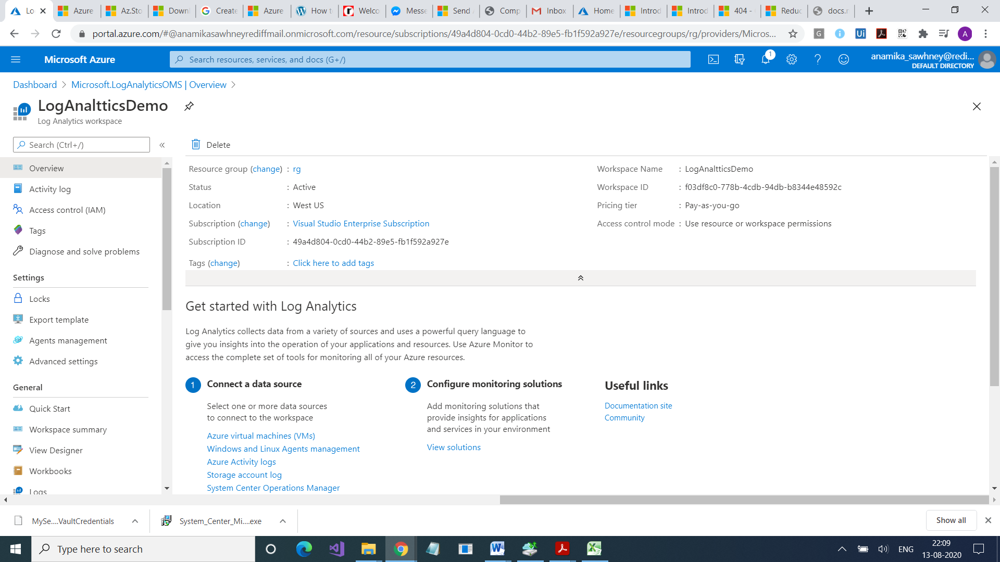 Lo
Azure
Az.Sto
Downl
Create
Azure
How t
Welco
Messe
Send
Comp
Inbox
Home
Introd
Introd
404 -
Reduc
docs.r
portal.azure.com/#@anamikasawhneyrediffmail.onmicrosoft.com/resource/subscriptions/49a4d804-0cd0-44b2-89e5-fb1f592a927e/resourcegroups/rg/providers/Micros...
Microsoft Azure
Search resources, services, and docs (G+/)
1
anamika_sawhney@redi...
DEFAULT DIRECTORY
Dashboard > Microsoft.LogAnalyticsOMS | Overview >
LogAnaltticsDemo
Log Analytics workspace
Search (Ctrl+/)
Overview
Activity log
Access control (IAM)
Tags
Diagnose and solve problems
Settings
Locks
Export template
Agents management
Advanced settings
General
Quick Start
Workspace summary
View Designer
Workbooks
Logs
Delete
Resource group (change) : rg
Status : Active
Location : West US
Subscription (change) : Visual Studio Enterprise Subscription
Subscription ID : 49a4d804-0cd0-44b2-89e5-fb1f592a927e
Tags (change) : Click here to add tags
Workspace Name : LogAnaltticsDemo
Workspace ID : f03df8c0-778b-4cdb-94db-b8344e48592c
Pricing tier : Pay-as-you-go
Access control mode : Use resource or workspace permissions
Get started with Log Analytics
Log Analytics collects data from a variety of sources and uses a powerful query language to
give you insights into the operation of your applications and resources. Use Azure Monitor to
access the complete set of tools for monitoring all of your Azure resources.
1 Connect a data source
Select one or more data sources
to connect to the workspace
Azure virtual machines (VMs)
Windows and Linux Agents management
Azure Activity logs
Storage account log
System Center Operations Manager
2 Configure monitoring solutions
Add monitoring solutions that
provide insights for applications
and services in your environment
View solutions
Useful links
Documentation site
Community
MySe....VaultCredentials
System_Center_Mi....exe
Show all
Type here to search
ENG
22:09
13-08-2020